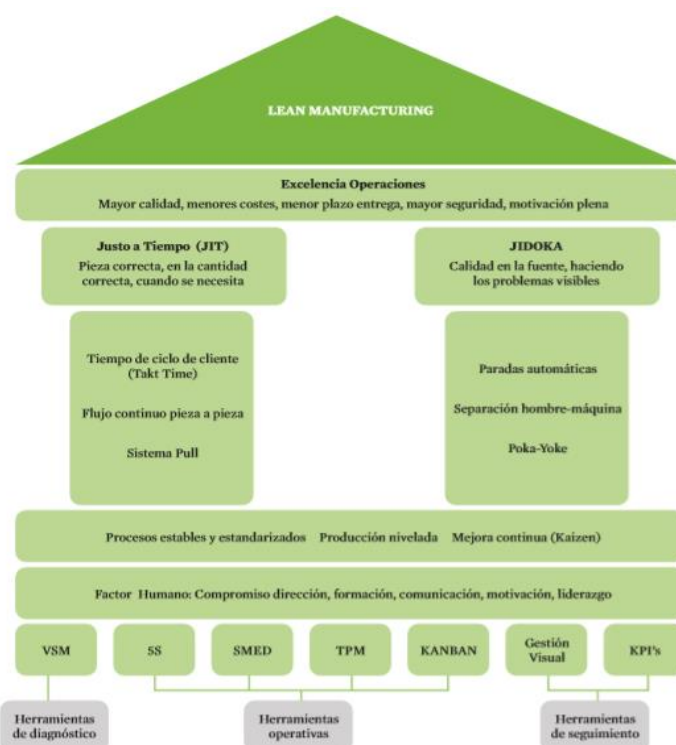 LEAN MANUFACTURING
Excelencia Operaciones
Mayor calidad, menores costes, menor plazo entrega, mayor seguridad, motivación plena
Justo a Tiempo (JIT)
Pieza correcta, en la cantidad
correcta, cuando se necesita
JIDOKA
Calidad en la fuente, haciendo
los problemas visibles
Tiempo de ciclo de cliente
(Takt Time)
Flujo continuo pieza a pieza
Sistema Pull
Paradas automáticas
Separación hombre-máquina
Poka-Yoke
Procesos estables y estandarizados Producción nivelada Mejora continua (Kaizen)
Factor Humano: Compromiso dirección, formación, comunicación, motivación, liderazgo
VSM
5S
SMED
TPM
KANBAN
Gestión
Visual
KPI's
Herramientas
de diagnóstico
Herramientas
operativas
Herramientas
de seguimiento